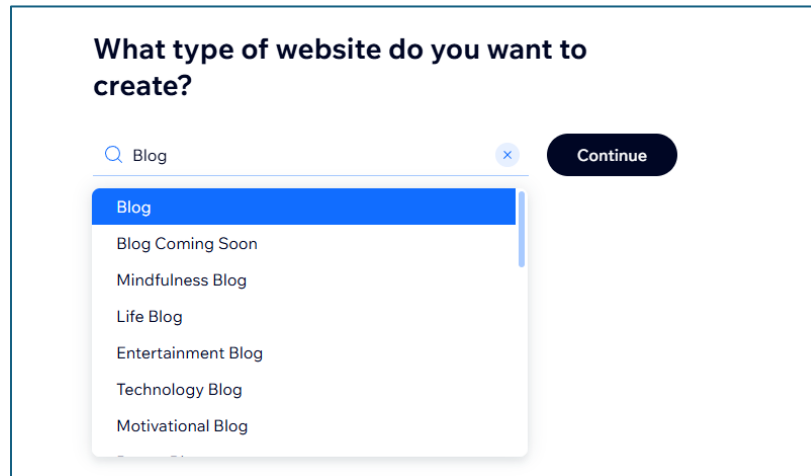 What type of website do you want to
create?
Blog
Continue
Blog
Blog Coming Soon
Mindfulness Blog
Life Blog
Entertainment Blog
Technology Blog
Motivational Blog